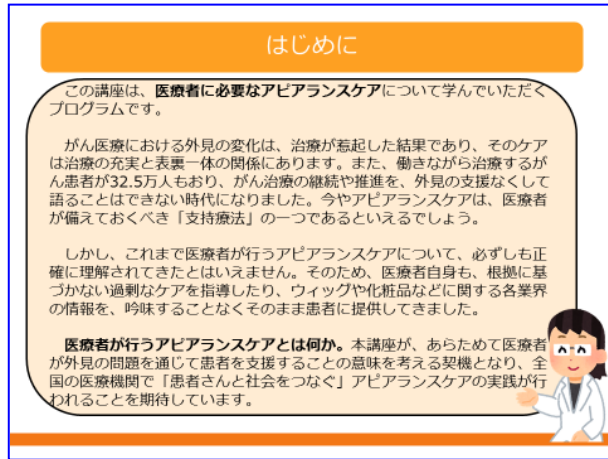 はじめに
この講座は、医療者に必要なアピアランスケアについて学んでいただく
プログラムです。
がん医療における外見の変化は、治療が惹起した結果であり、そのケア
は治療の充実と表裏一体の関係にあります。また、働きながら治療するが
ん患者が32.5万人もおり、がん治療の継続や推進を、外見の支援なくして
語ることはできない時代になりました。今やアピアランスケアは、医療者
が備えておくべき「支持療法」の一つであるといえるでしょう。
しかし、これまで医療者が行うアピアランスケアについて、必ずしも正
確に理解されてきたとはいえません。そのため、医療者自身も、根拠に基
づかない過剰なケアを指導したり、ウィッグや化粧品などに関する各業界
の情報を、吟味することなくそのまま患者に提供してきました。
医療者が行うアピアランスケアとは何か。本講座が、あらためて医療者
が外見の問題を通じて患者を支援することの意味を考える契機となり、全
国の医療機関で「患者さんと社会をつなぐ」アピアランスケアの実践が行
われることを期待しています。